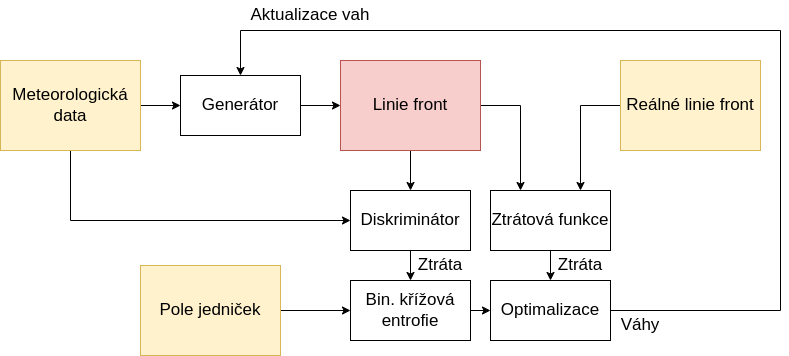 Aktualizace vah
Meteorologická
data
Generátor
Linie front
Reálné linie front
Diskriminátor
Ztrátová funkce
Ztráta
Ztráta
Pole jedniček
Bin. křížová
entrofie
Optimalizace
Váhy